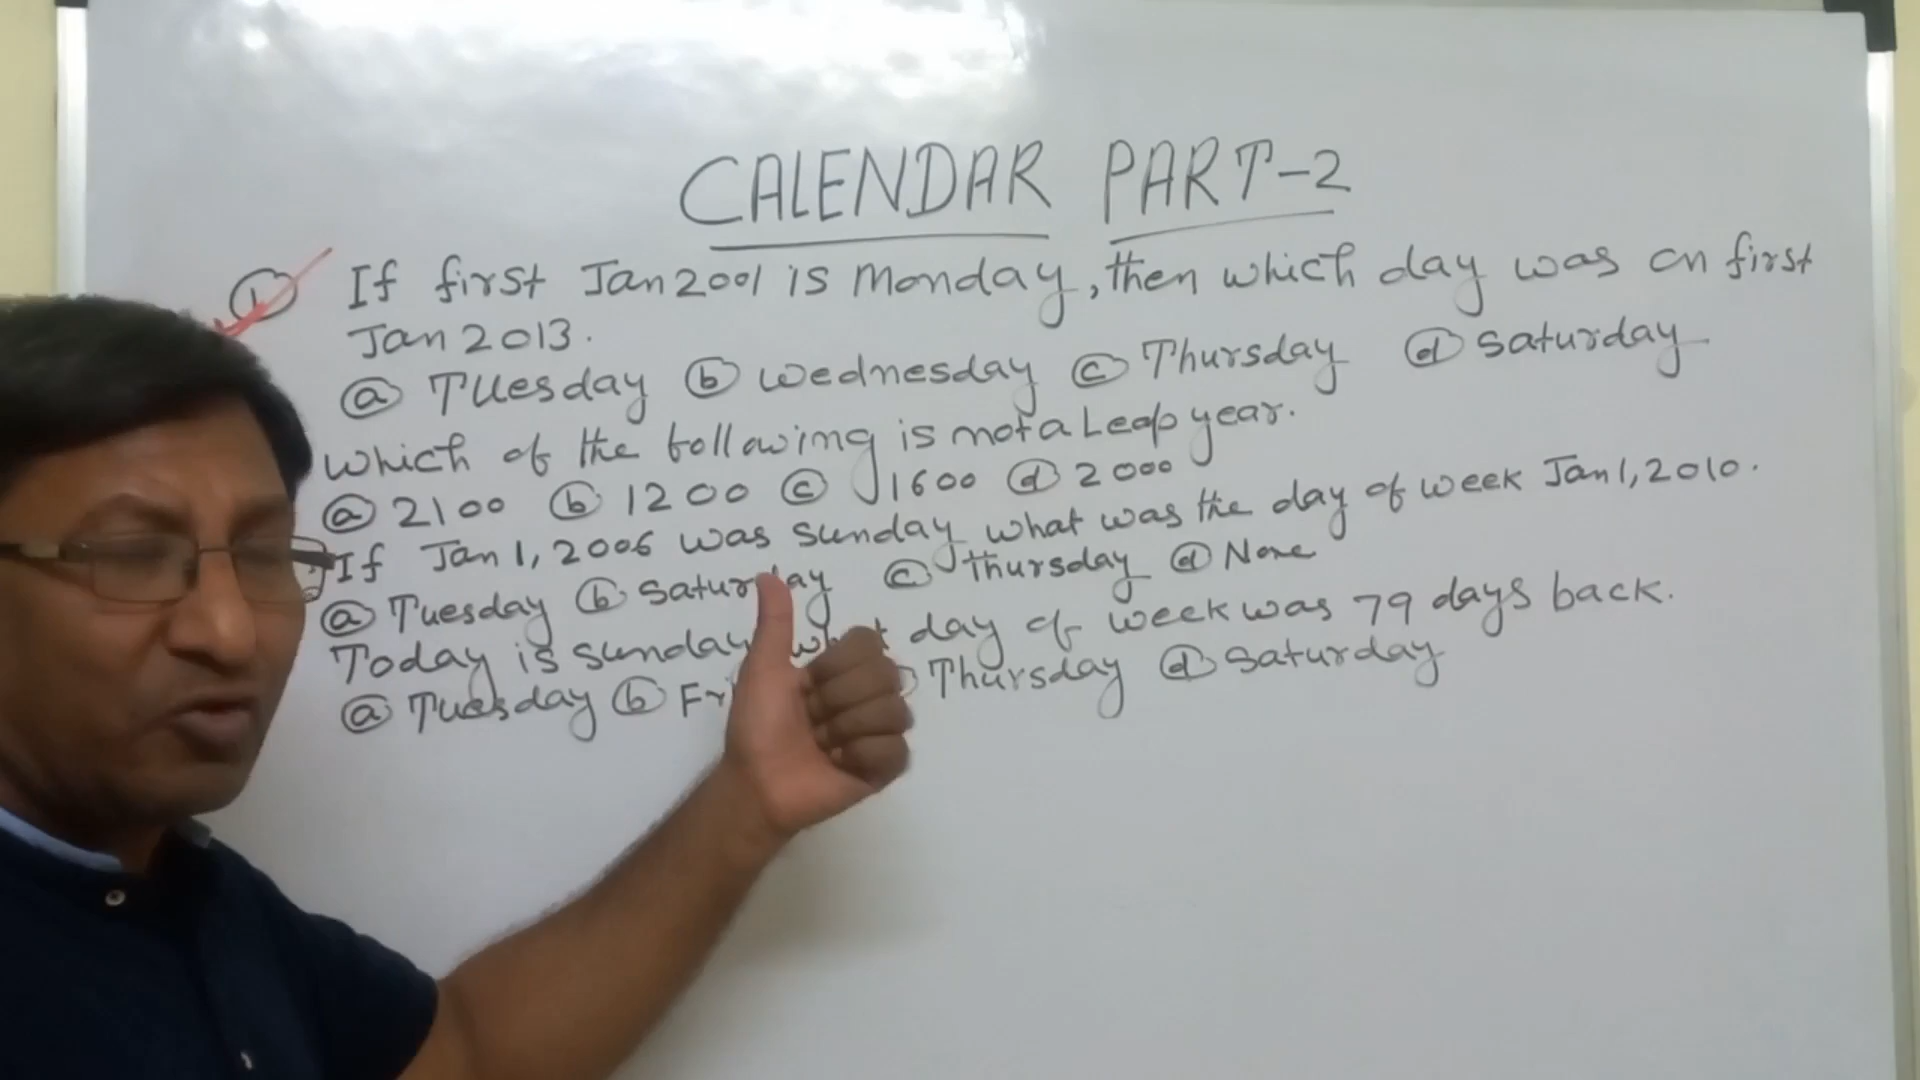 CALENDAR PART-2
① If first Jan 2001 is Monday, then which day was on first
Jan 2013.
ⓐ Tuesday ⓑ Wednesday ⓒ Thursday ⓓ Saturday
which of the following is not a Leap year.
ⓐ 2100 ⓑ 1200 ⓒ 1600 ⓓ 2000
If Jan 1, 2006 was sunday what was the day of week Jan 1, 2010.
ⓐ Tuesday ⓑ Saturday ⓒ Thursday ⓓ None
Today is sunday day of week was 79 days back.
ⓐ Tuesday ⓑ Thursday ⓓ Saturday